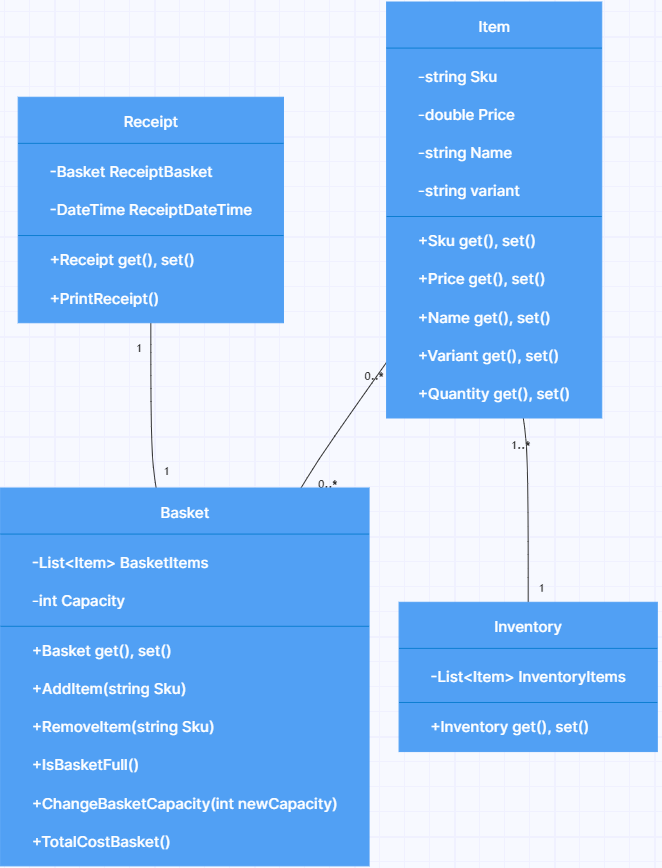 Item
-string Sku
-double Price
-string Name
-string variant
+Sku get(), set()
+Price get(), set()
+Name get(), set()
+Variant get(), set()
+Quantity get(), set()
Receipt
-Basket ReceiptBasket
-DateTime ReceiptDateTime
+Receipt get(), set()
+PrintReceipt()
1
1
0..*
0..*
1..*
1
Basket
-List<Item> BasketItems
-int Capacity
+Basket get(), set()
+AddItem(string Sku)
+RemoveItem(string Sku)
+IsBasketFull()
+ChangeBasketCapacity(int newCapacity)
+TotalCostBasket()
Inventory
-List<Item> InventoryItems
+Inventory get(), set()